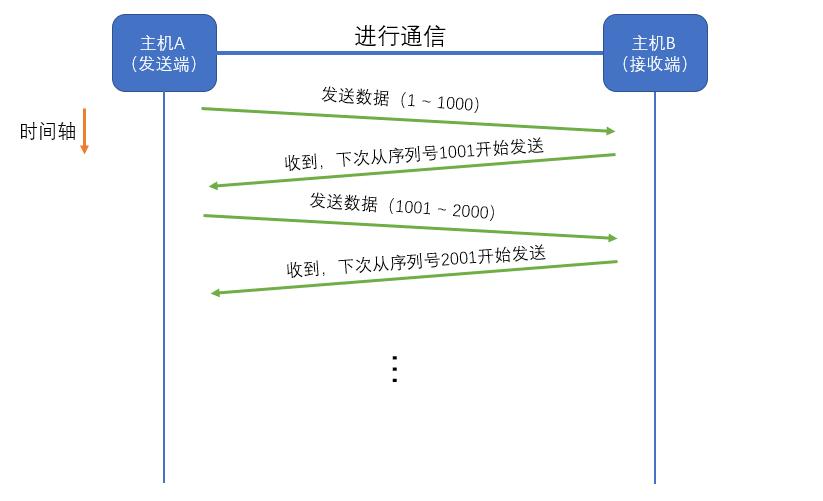 进行通信
主机A
（发送端）
主机B
（接收端）
时间轴
发送数据（1 ~ 1000）
收到，下次从序列号1001开始发送
发送数据（1001 ~ 2000）
收到，下次从序列号2001开始发送
⋮